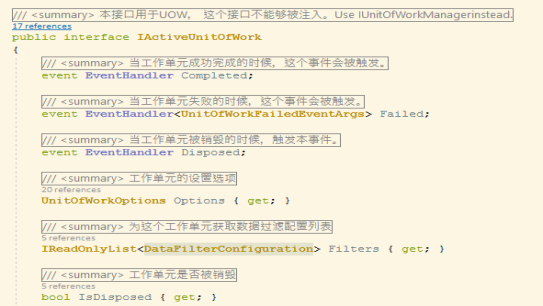 /// <summary> 本接口用于UOW， 这个接口不能够被注入。Use IUnitOfWorkManagerinstead.
17 references
public interface IActiveUnitOfWork
{
/// <summary> 当工作单元成功完成的时候，这个事件会被触发。
event EventHandler Completed;
/// <summary> 当工作单元失败的时候，这个事件会被触发。
event EventHandler<UnitOfWorkFailedEventArgs> Failed;
/// <summary> 当工作单元被销毁的时候， 触发本事件。
event EventHandler Disposed;
/// <summary> 工作单元的设置选项
20 references
UnitOfWorkOptions Options { get; }
/// <summary> 为这个工作单元获取数据过滤配置列表
5 references
IReadOnlyList<DataFilterConfiguration> Filters { get; }
/// <summary> 工作单元是否被销毁
5 references
bool IsDisposed { get; }